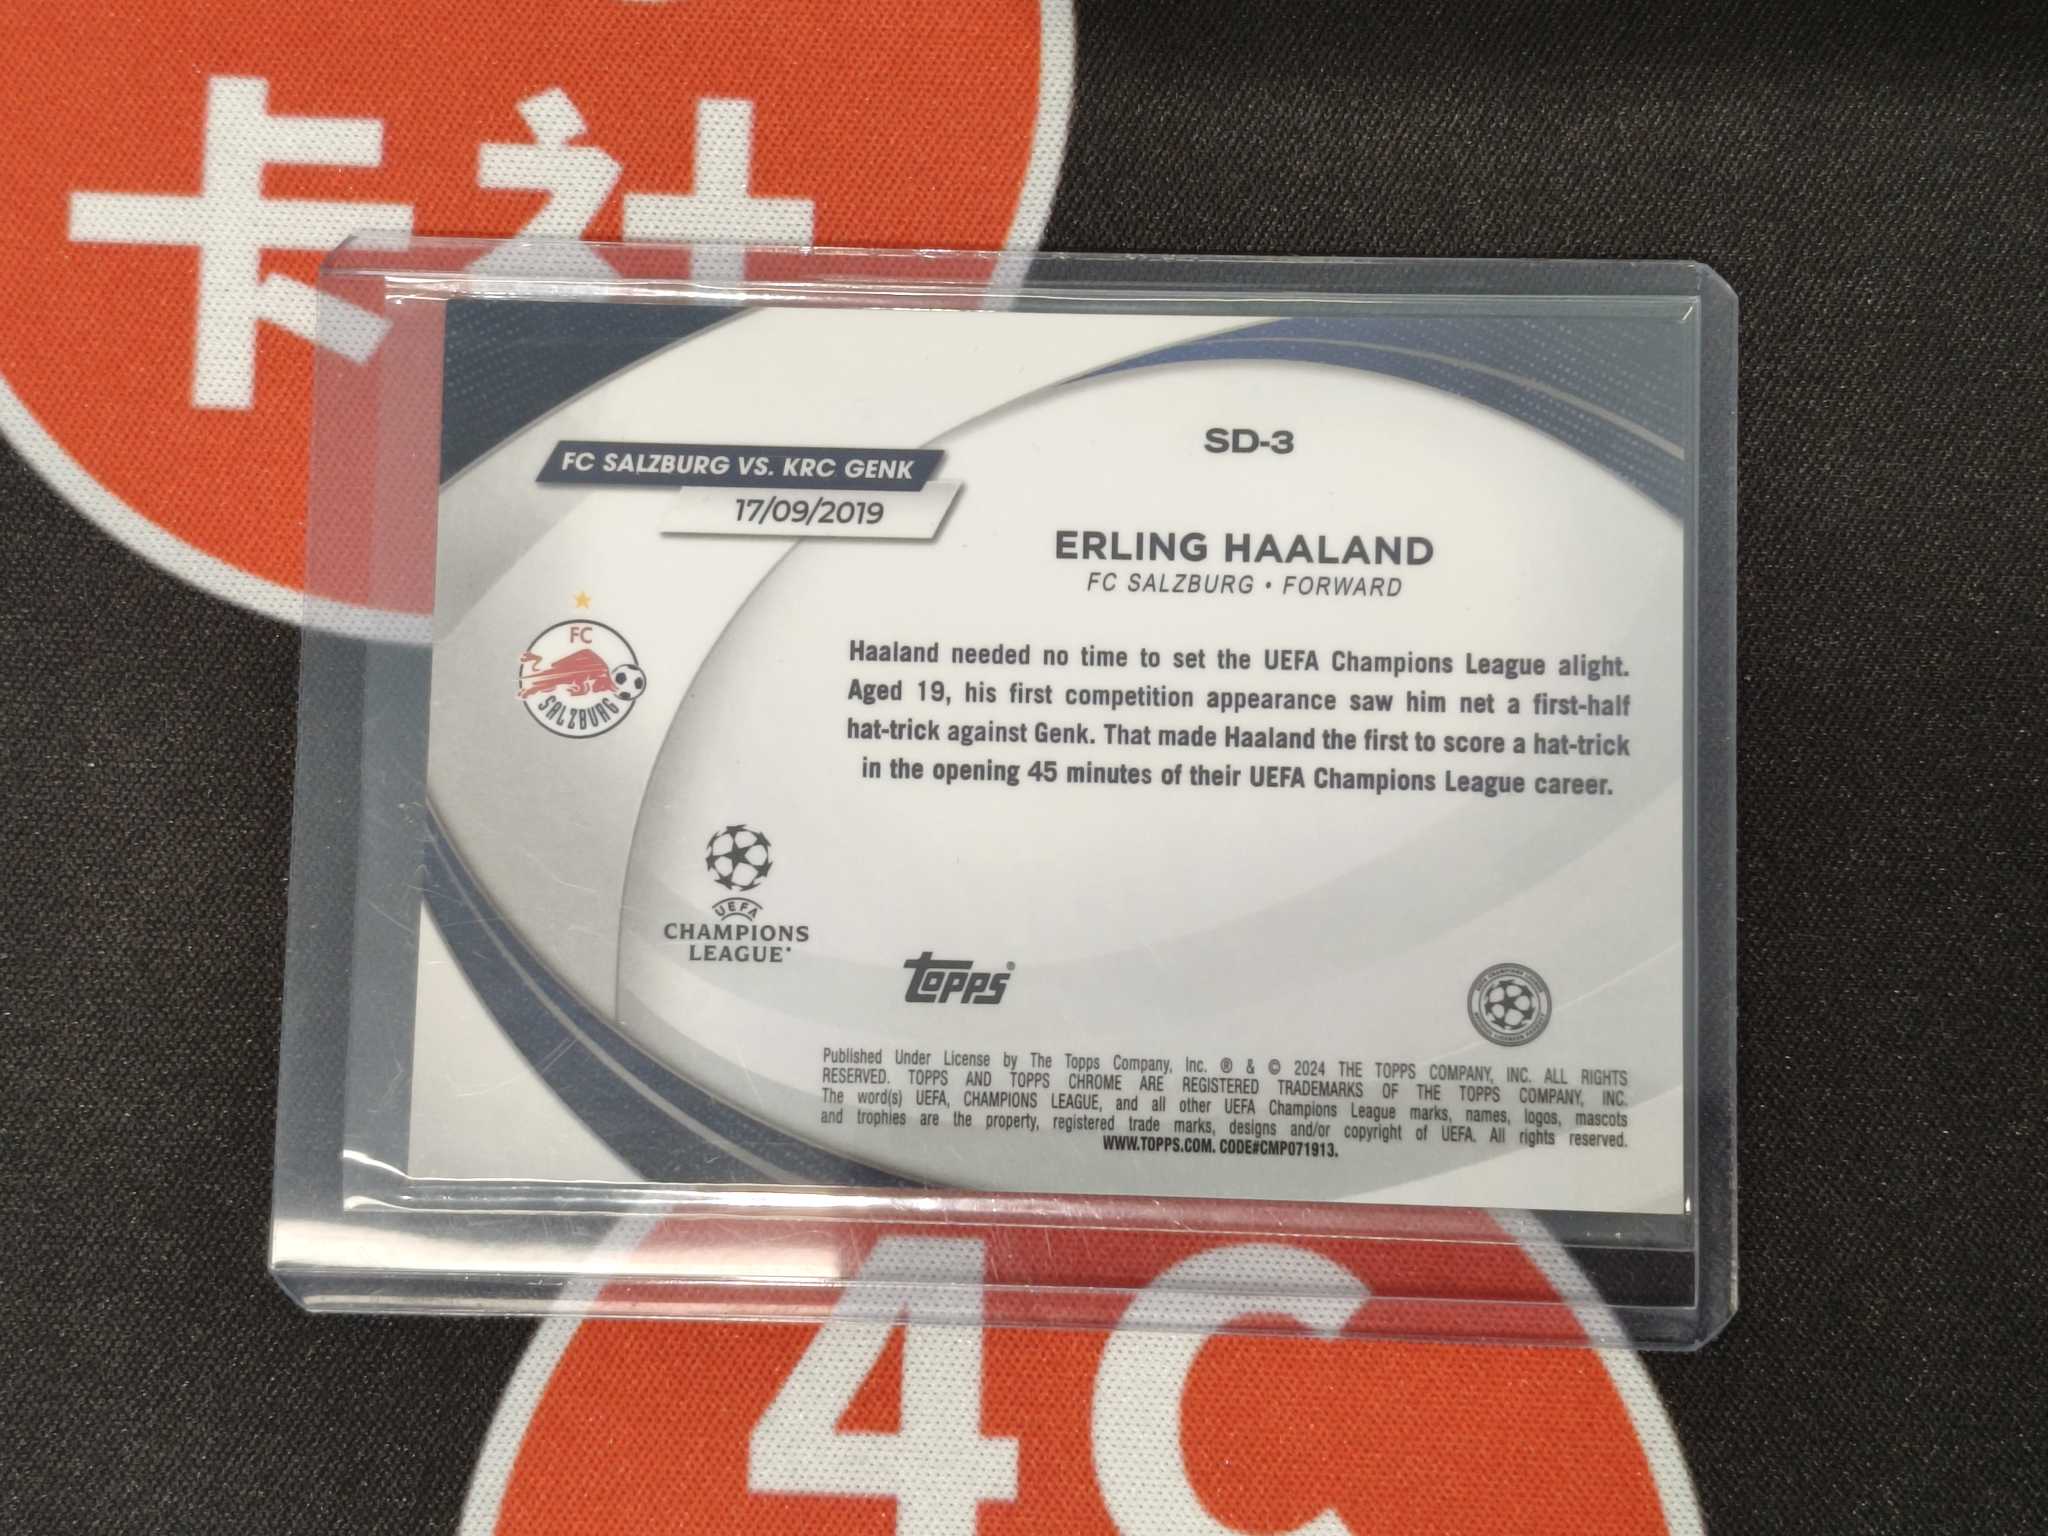 卡社
FC SALZBURG VS. KRC GENK
17/09/2019
SD-3
ERLING HAALAND
FC SALZBURG • FORWARD
FC
SALZBURG
Haaland needed no time to set the UEFA Champions League alight.
Aged 19, his first competition appearance saw him net a first-half
hat-trick against Genk. That made Haaland the first to score a hat-trick
in the opening 45 minutes of their UEFA Champions League career.
UEFA
CHAMPIONS
LEAGUE
Topps®
Published Under License by The Topps Company, Inc. ® & © 2024 THE TOPPS COMPANY, INC. ALL RIGHTS
RESERVED. TOPPS AND TOPPS CHROME ARE REGISTERED TRADEMARKS OF THE TOPPS COMPANY, INC.
The word(s) UEFA, CHAMPIONS LEAGUE, and all other UEFA Champions League marks, names, logos, mascots
and trophies are the property, registered trade marks, designs and/or copyright of UEFA. All rights reserved.
WWW.TOPPS.COM. CODE#CMP071913.
4C